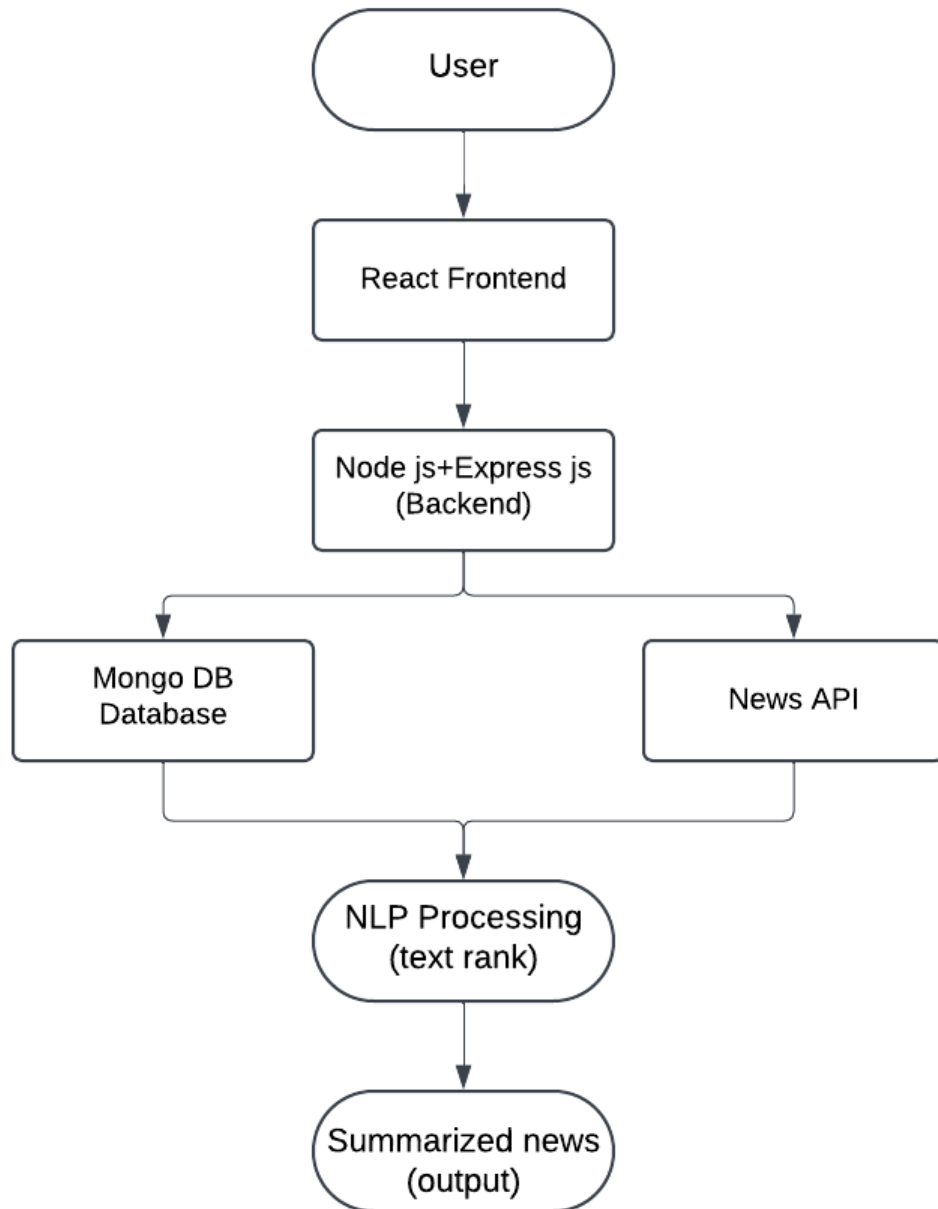 User
React Frontend
Node js+Express js
(Backend)
Mongo DB
Database
News API
NLP Processing
(text rank)
Summarized news
(output)